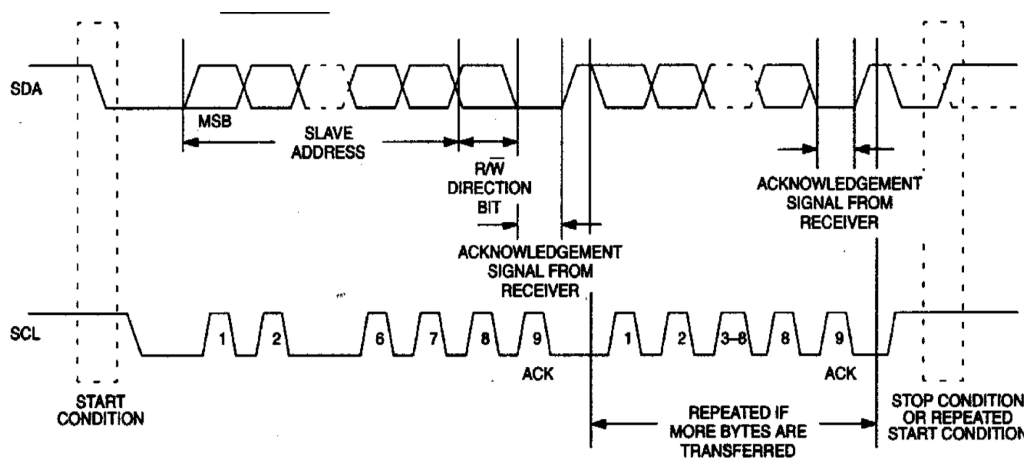 SDA
MSB
SLAVE
ADDRESS
R/W̅
DIRECTION
BIT
ACKNOWLEDGEMENT
SIGNAL FROM
RECEIVER
ACKNOWLEDGEMENT
SIGNAL FROM
RECEIVER
SCL
1 2 6 7 8 9 1 2 3–8 8 9
ACK
ACK
START
CONDITION
REPEATED IF
MORE BYTES ARE
TRANSFERRED
STOP CONDITION
OR REPEATED
START CONDITION